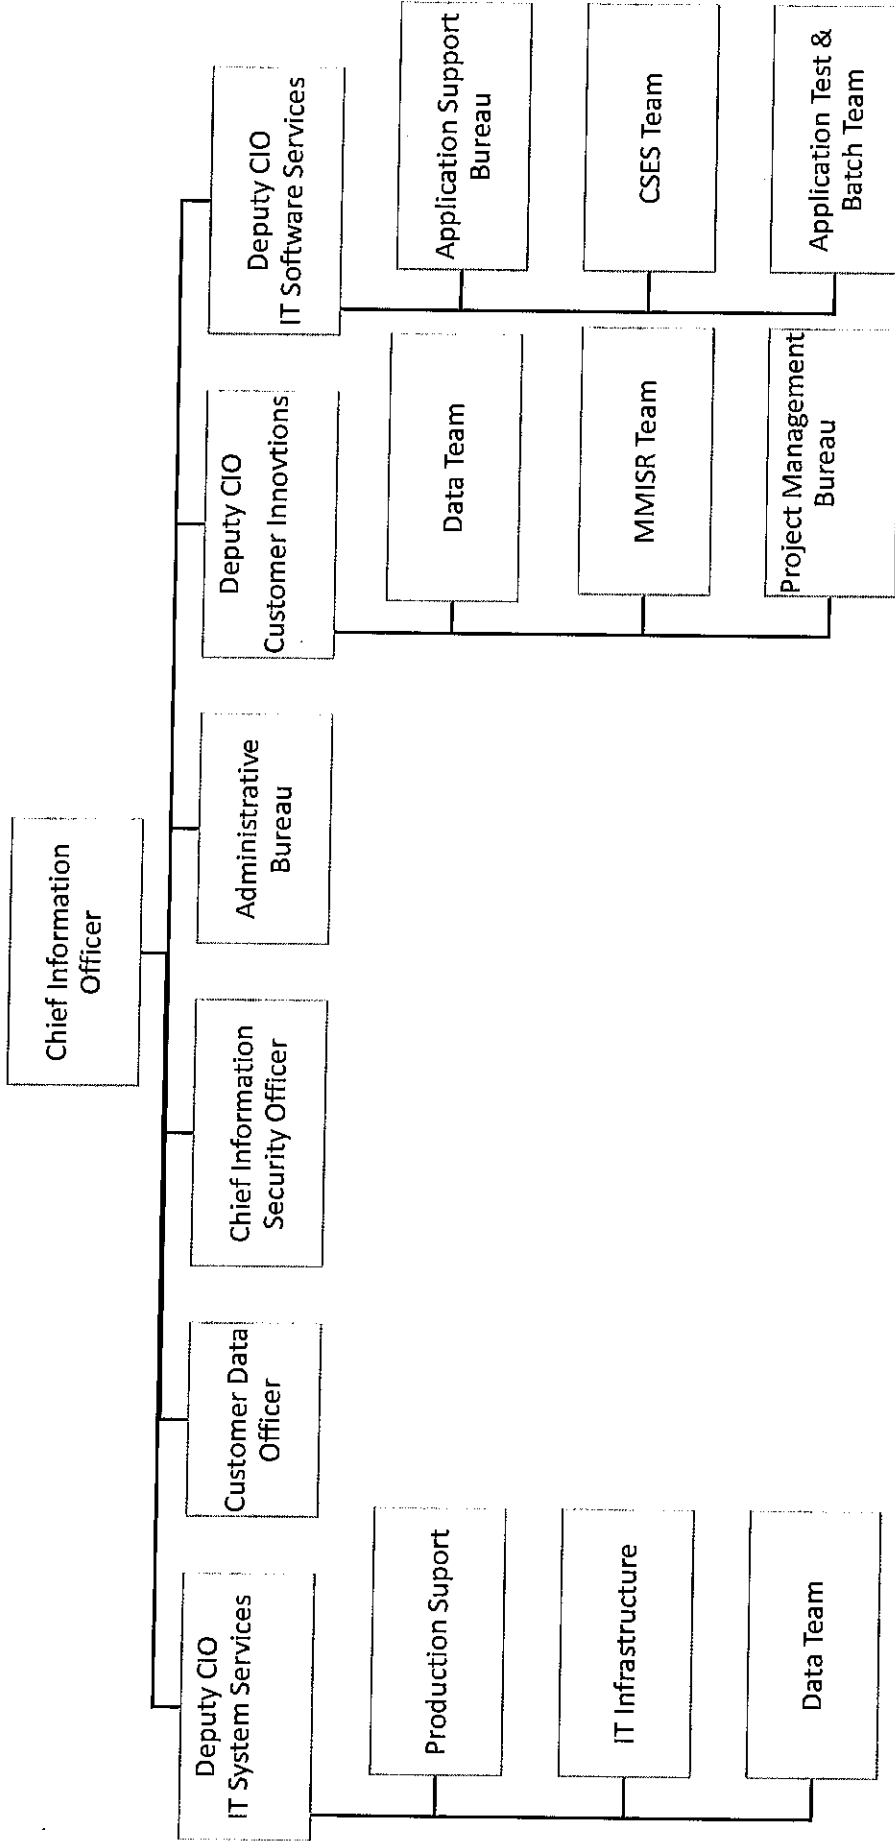 Chief Information
Officer
Deputy CIO
IT System Services
Customer Data
Officer
Chief Information
Security Officer
Administrative
Bureau
Deputy CIO
Customer Innovtions
Deputy CIO
IT Software Services
Production Suport
IT Infrastructure
Data Team
Data Team
MMISR Team
Project Management
Bureau
Application Support
Bureau
CSES Team
Application Test &
Batch Team